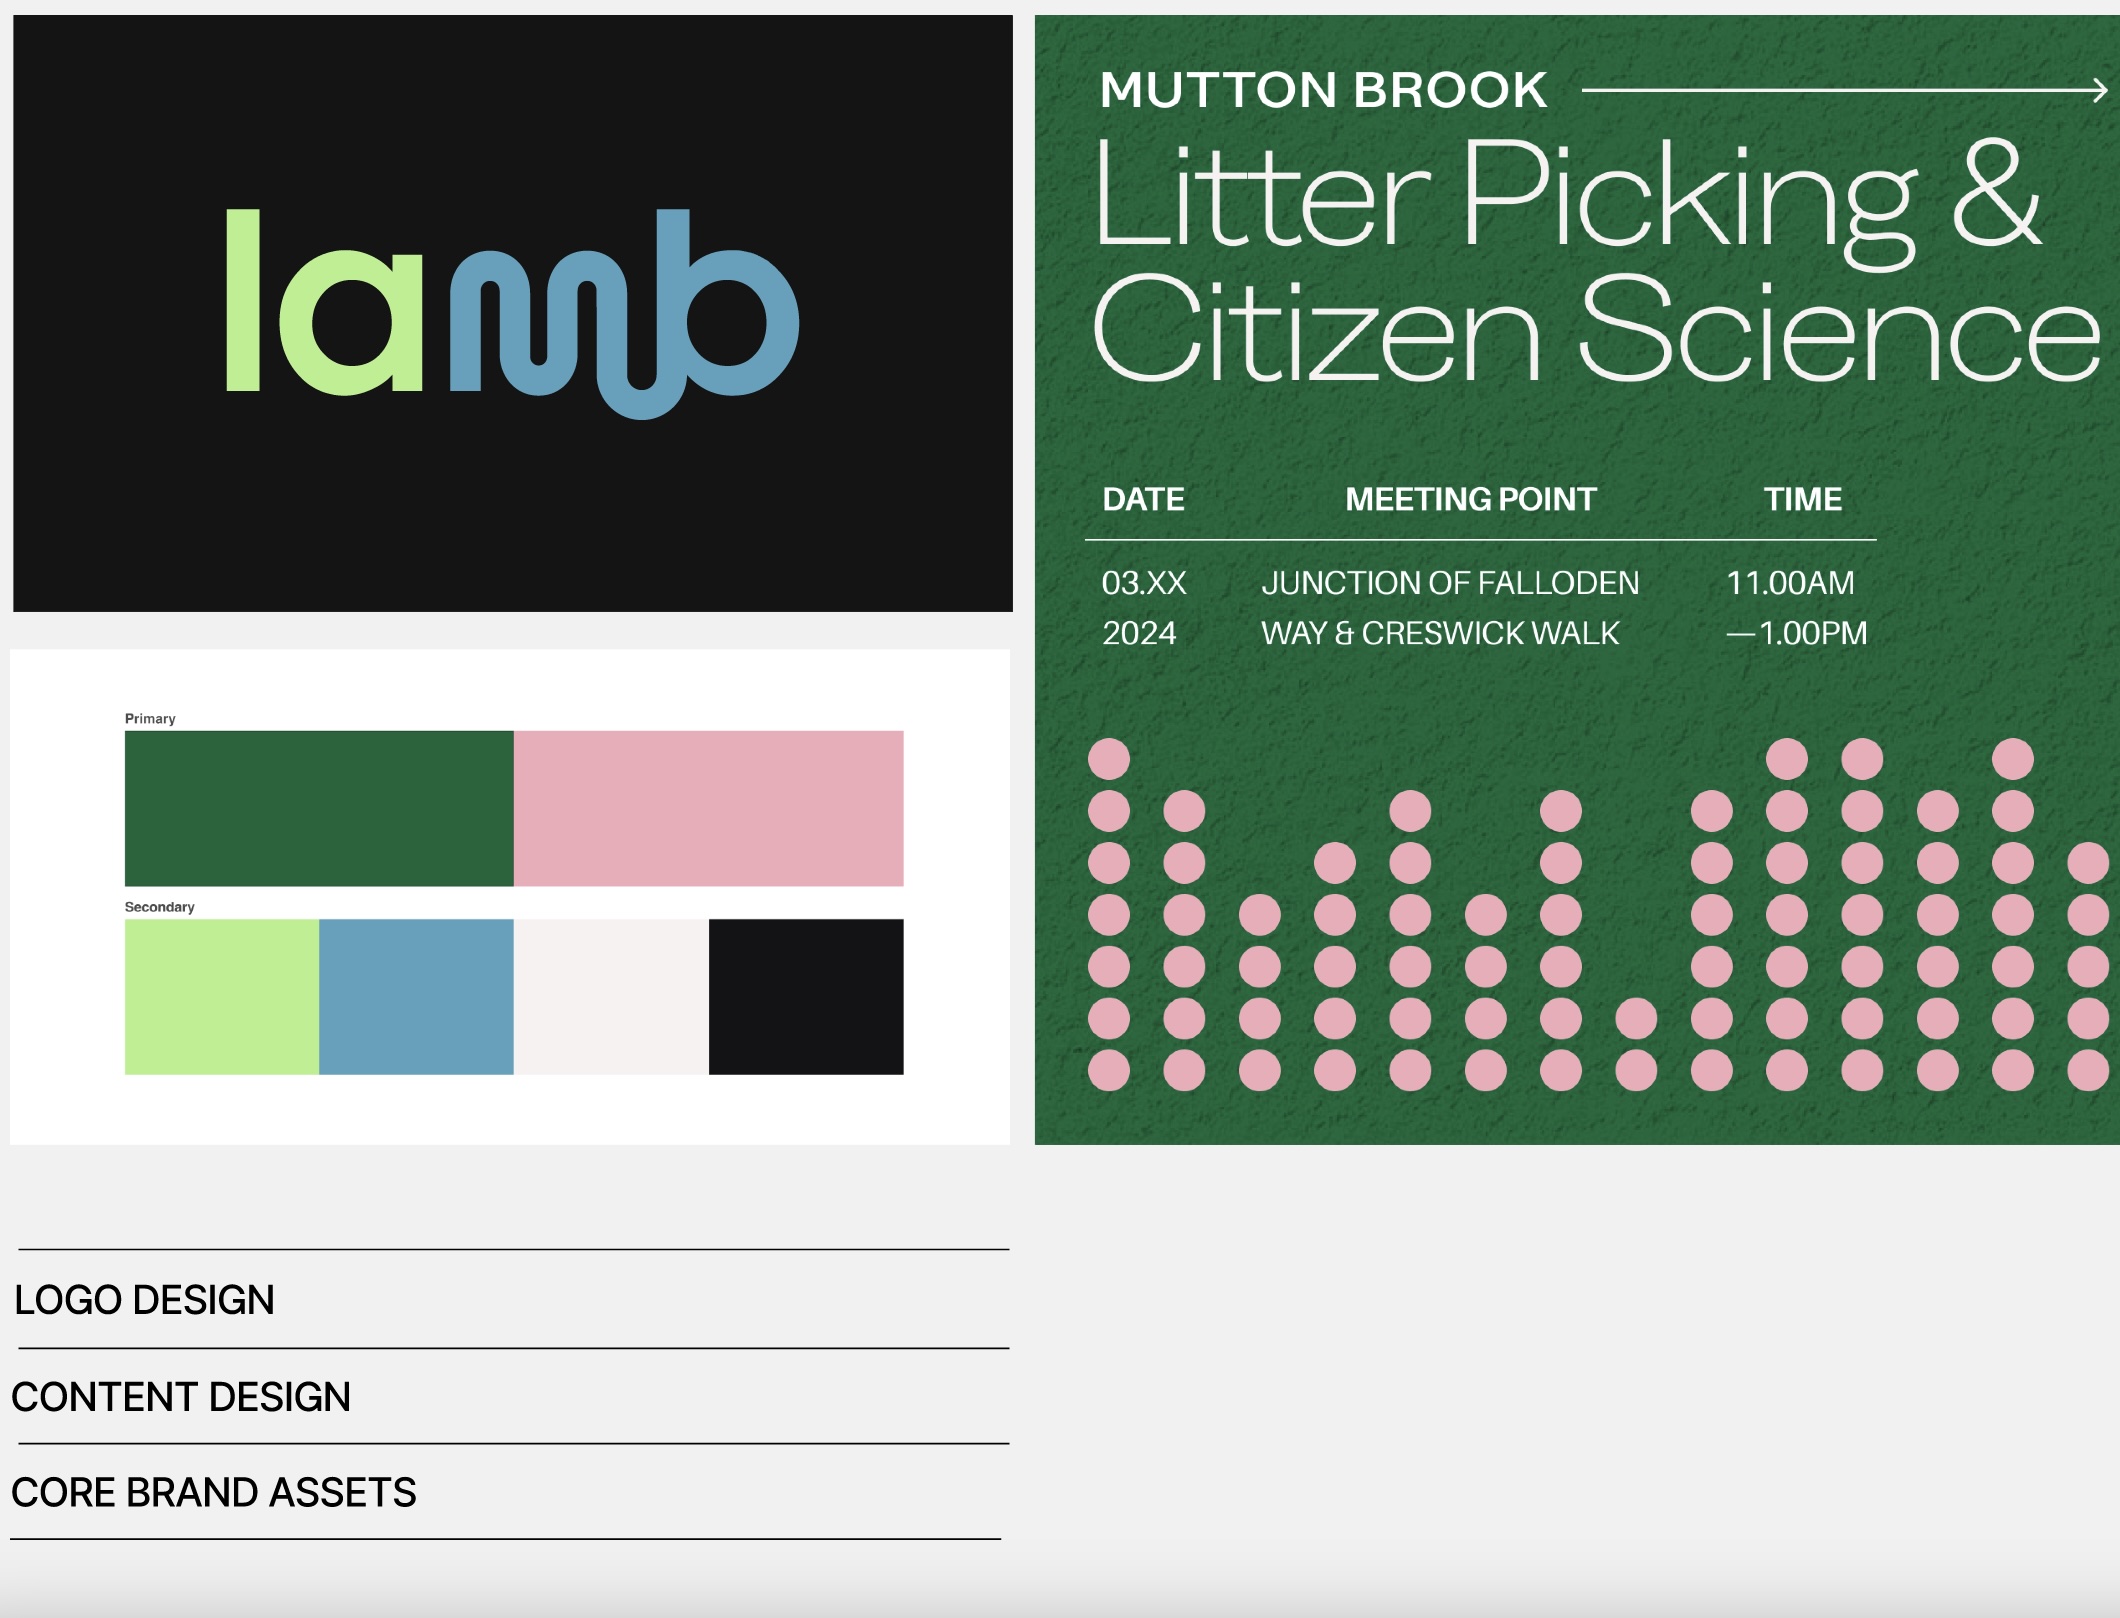 lamb
MUTTON BROOK
Litter Picking &
Citizen Science
DATE MEETING POINT TIME
03.XX JUNCTION OF FALLODEN 11.00AM
2024 WAY & CRESWICK WALK —1.00PM
Primary
Secondary
LOGO DESIGN
CONTENT DESIGN
CORE BRAND ASSETS